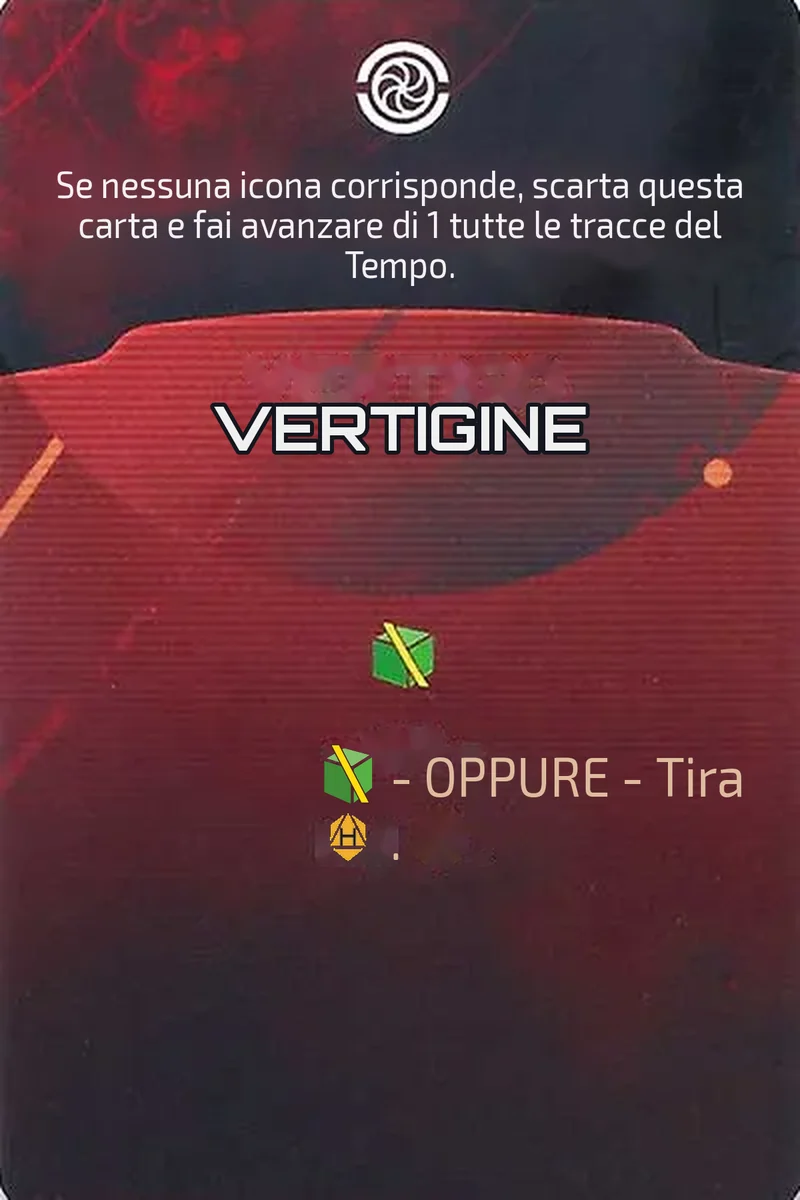 Se nessuna icona corrisponde, scarta questa
carta e fai avanzare di 1 tutte le tracce del
Tempo.
VERTIGINE
- OPPURE - Tira
H .